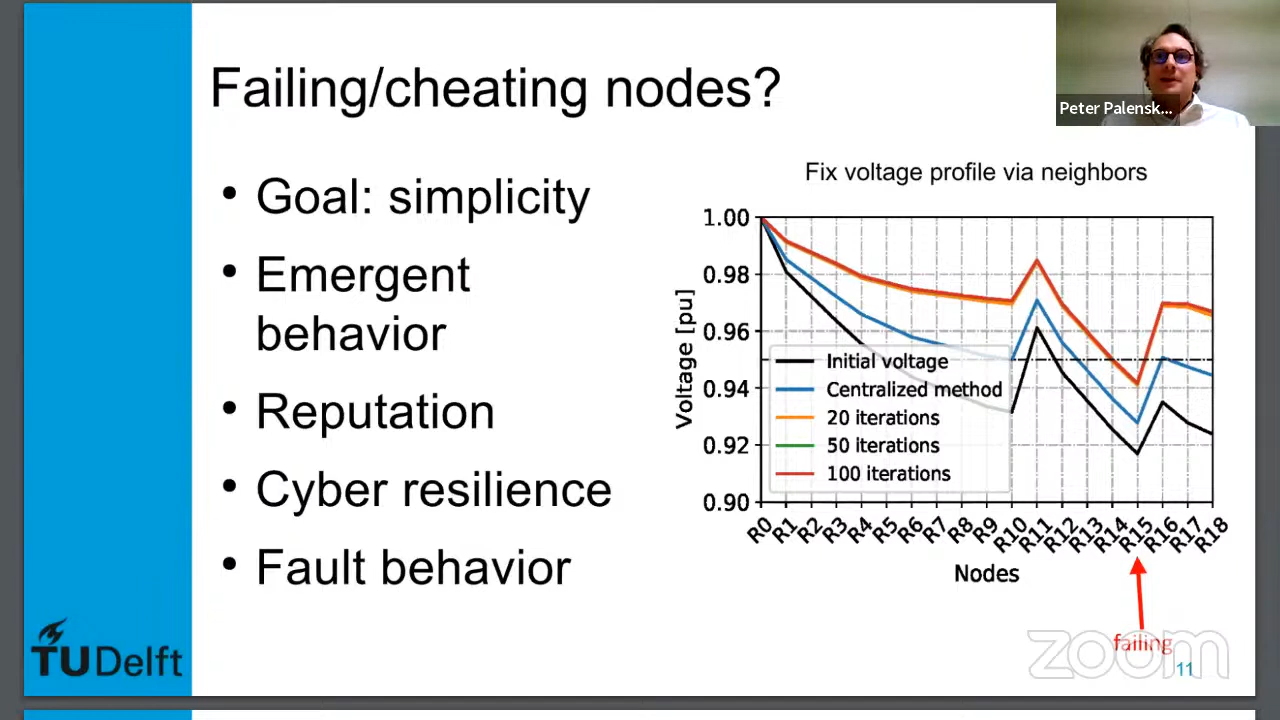 Failing/cheating nodes?
Peter Palensk...
• Goal: simplicity
• Emergent
behavior
• Reputation
• Cyber resilience
• Fault behavior
Fix voltage profile via neighbors
Voltage [pu]
1.00
0.98
0.96
0.94
0.92
0.90
Initial voltage
Centralized method
20 iterations
50 iterations
100 iterations
R0 R1 R2 R3 R4 R5 R6 R7 R8 R9 R10 R11 R12 R13 R14 R15 R16 R17 R18
Nodes
failing
zoom
11
TUDelft